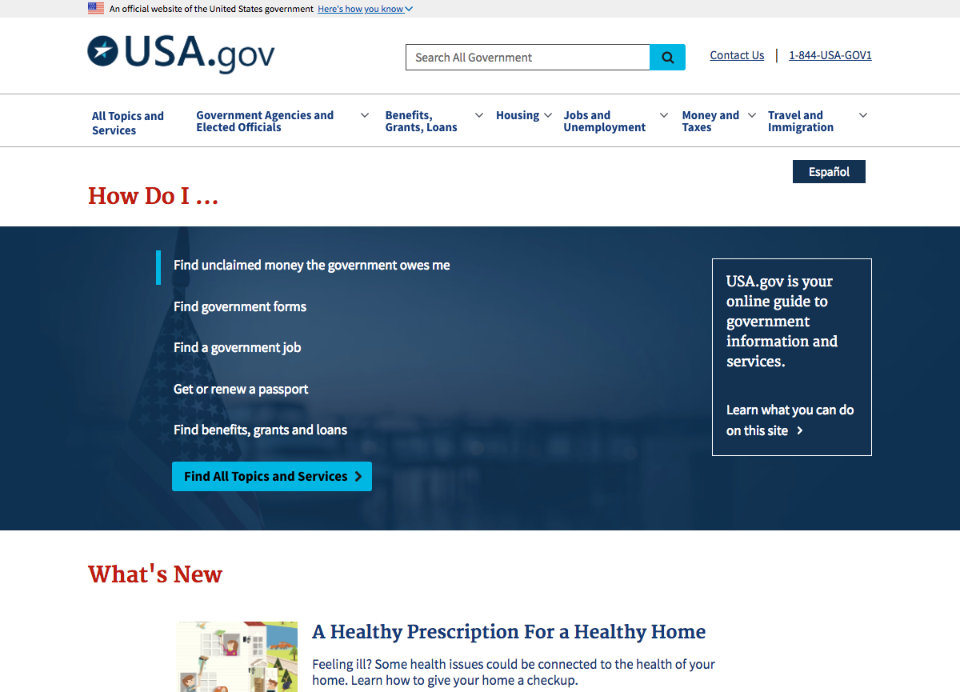 An official website of the United States government Here's how you know
USA.gov
Search All Government
Contact Us | 1-844-USA-GOV1
All Topics and
Services
Government Agencies and
Elected Officials
Benefits,
Grants, Loans
Housing
Jobs and
Unemployment
Money and
Taxes
Travel and
Immigration
Español
How Do I ...
Find unclaimed money the government owes me
Find government forms
Find a government job
Get or renew a passport
Find benefits, grants and loans
Find All Topics and Services
USA.gov is your
online guide to
government
information and
services.
Learn what you can do
on this site
What's New
A Healthy Prescription For a Healthy Home
Feeling ill? Some health issues could be connected to the health of your
home. Learn how to give your home a checkup.